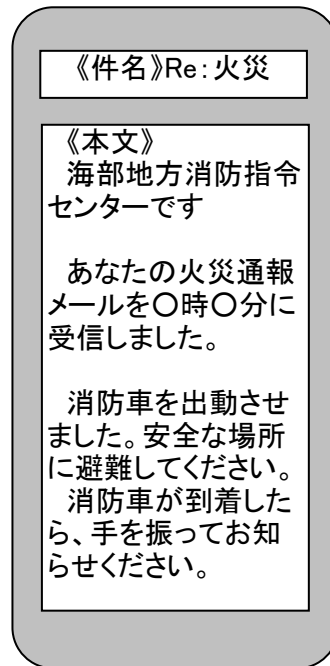 《件名》Re:火災
《本文》
海部地方消防指令
センターです
あなたの火災通報
メールを〇時〇分に
受信しました。
消防車を出動させ
ました。安全な場所
に避難してください。
消防車が到着した
ら、手を振ってお知
らせください。